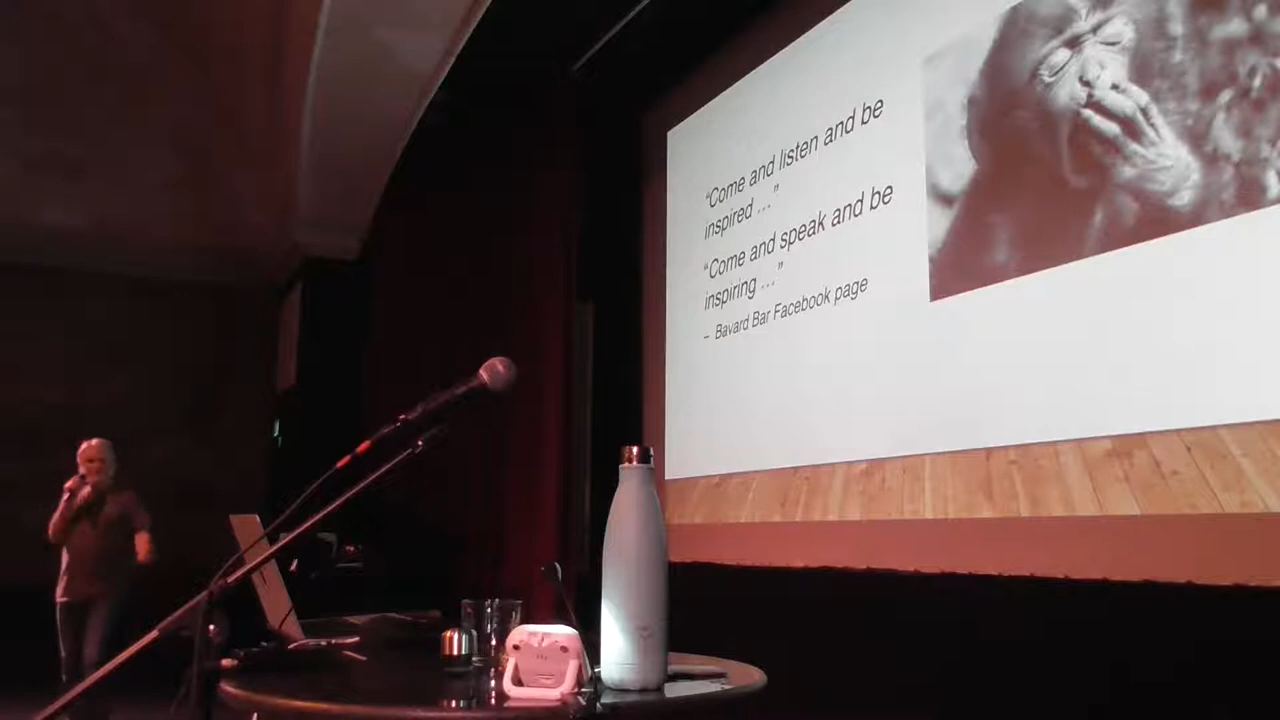 “Come and listen and be
inspired …”
“Come and speak and be
inspiring …”
– Bavard Bar Facebook page